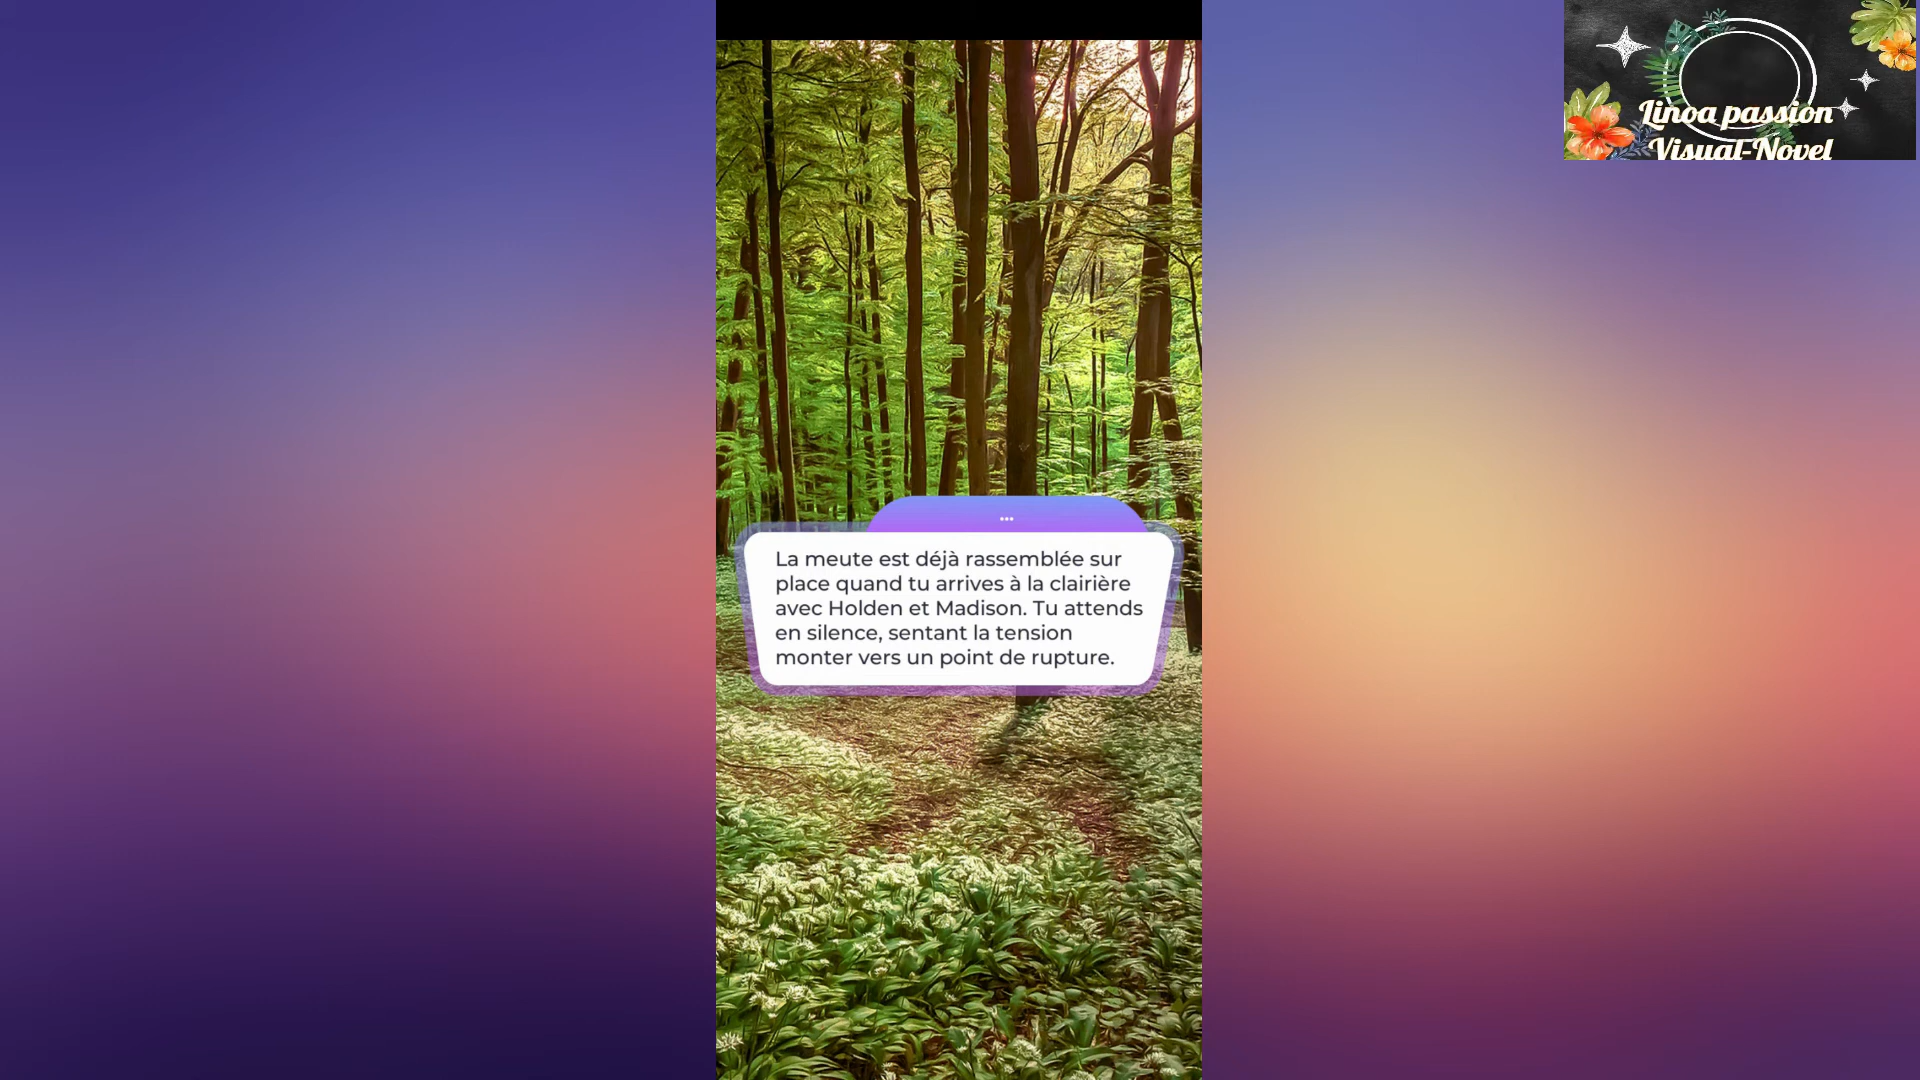 Linoa passion
Visual-Novel
...
La meute est déjà rassemblée sur
place quand tu arrives à la clairière
avec Holden et Madison. Tu attends
en silence, sentant la tension
monter vers un point de rupture.